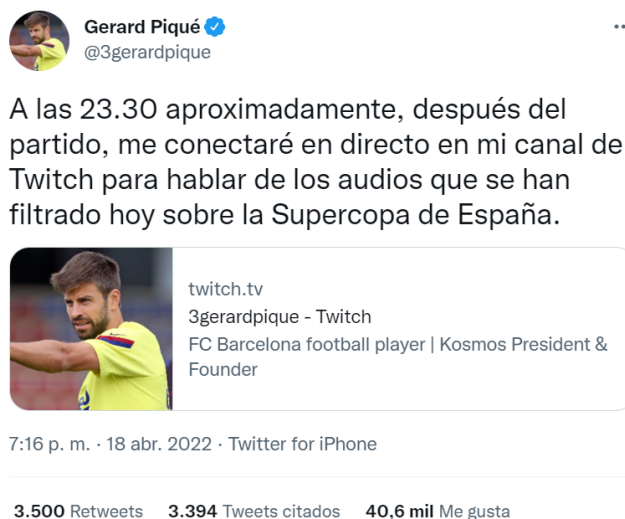 Gerard Piqué
@3gerardpique
A las 23.30 aproximadamente, después del
partido, me conectaré en directo en mi canal de
Twitch para hablar de los audios que se han
filtrado hoy sobre la Supercopa de España.
twitch.tv
3gerardpique - Twitch
FC Barcelona football player | Kosmos President &
Founder
7:16 p. m. · 18 abr. 2022 · Twitter for iPhone
3.500 Retweets 3.394 Tweets citados 40,6 mil Me gusta